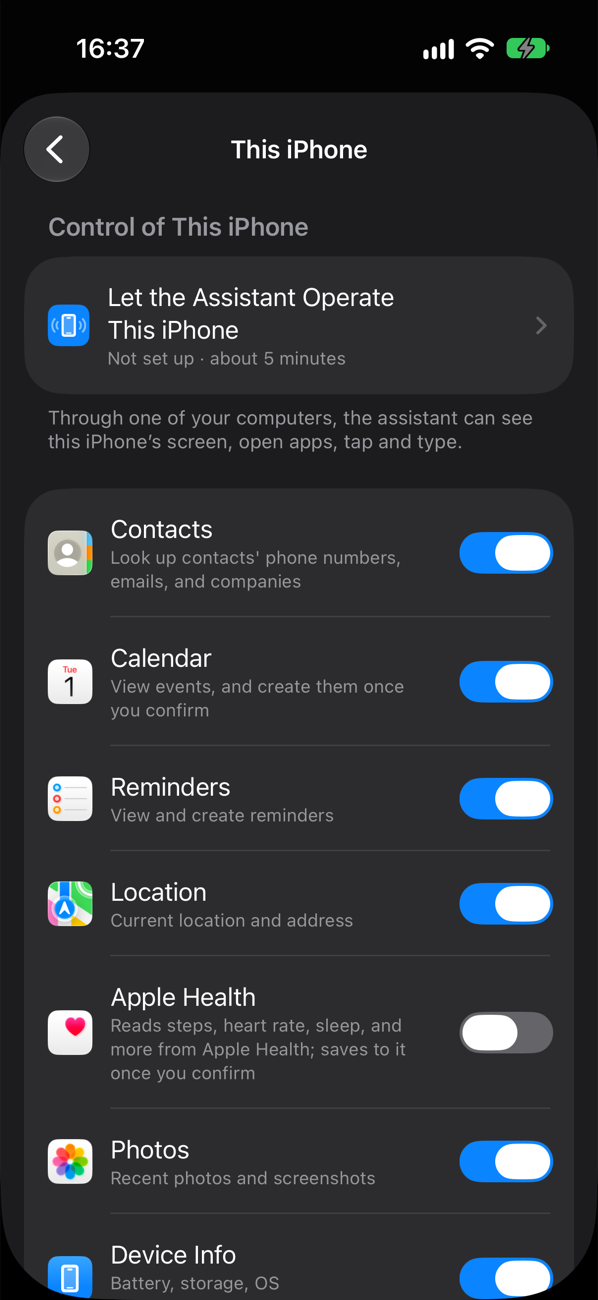 16:37
This iPhone
Control of This iPhone
Let the Assistant Operate
This iPhone
Not set up · about 5 minutes
Through one of your computers, the assistant can see
this iPhone’s screen, open apps, tap and type.
Contacts
Look up contacts' phone numbers,
emails, and companies
Tue
1
Calendar
View events, and create them once
you confirm
Reminders
View and create reminders
Location
Current location and address
Apple Health
Reads steps, heart rate, sleep, and
more from Apple Health; saves to it
once you confirm
Photos
Recent photos and screenshots
Device Info
Battery, storage, OS